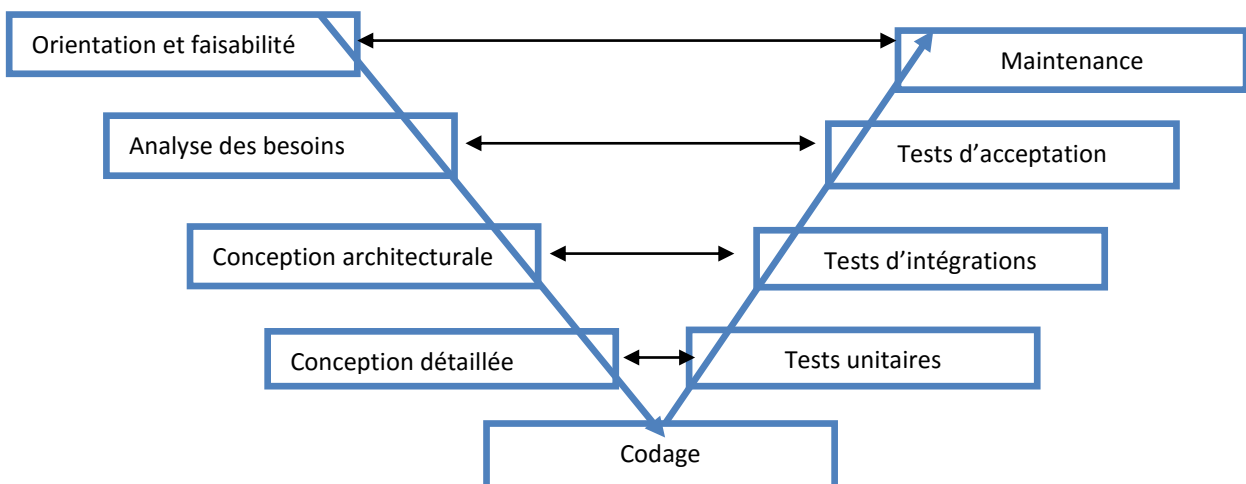 Orientation et faisabilité
Maintenance
Analyse des besoins
Tests d’acceptation
Conception architecturale
Tests d’intégrations
Conception détaillée
Tests unitaires
Codage